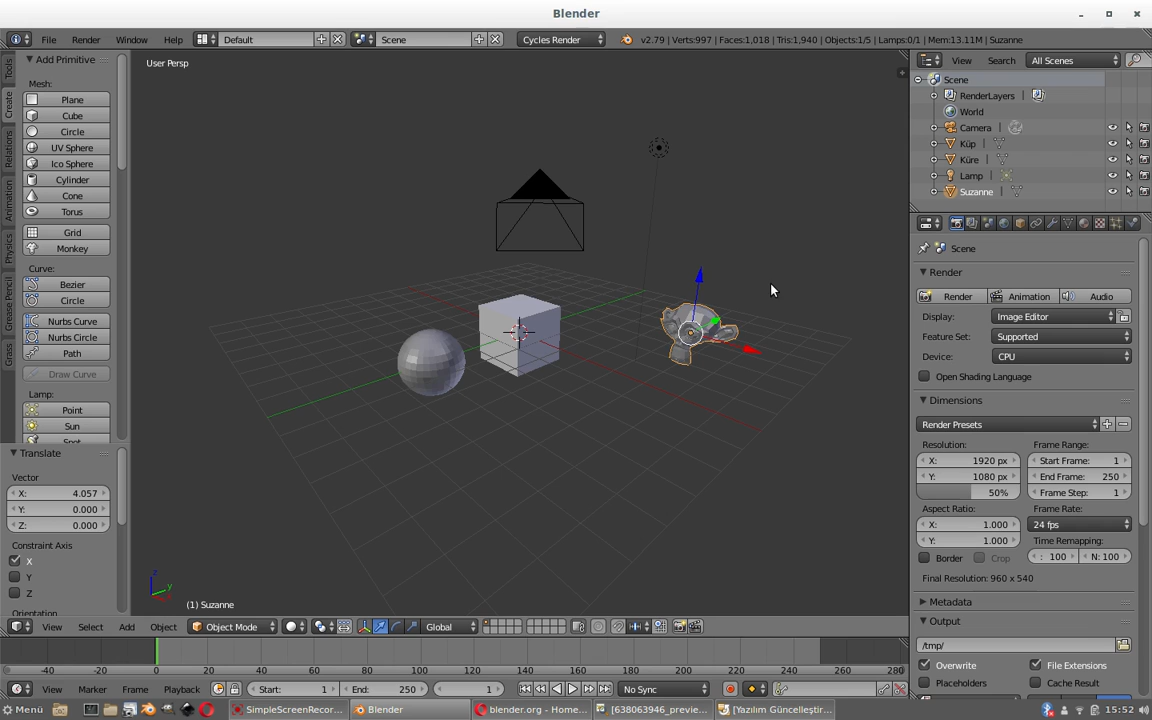 Blender
File Render Window Help Default Scene Cycles Render v2.79 | Verts:997 | Faces:1,018 | Tris:1,940 | Objects:1/5 | Lamps:0/1 | Mem:13.11M | Suzanne
Tools
Create
Relations
Animation
Physics
Grease Pencil
Grass
Add Primitive
Mesh:
Plane
Cube
Circle
UV Sphere
Ico Sphere
Cylinder
Cone
Torus
Grid
Monkey
Curve:
Bezier
Circle
Nurbs Curve
Nurbs Circle
Path
Draw Curve
Lamp:
Point
Sun
Spot
Translate
Vector
X: 4.057
Y: 0.000
Z: 0.000
Constraint Axis
X
Y
Z
Orientation
User Persp
z
y
(1) Suzanne
View Search All Scenes
Scene
RenderLayers
World
Camera
Küp
Küre
Lamp
Suzanne
Scene
Render
Render Animation Audio
Display: Image Editor
Feature Set: Supported
Device: CPU
Open Shading Language
Dimensions
Render Presets
Resolution: Frame Range:
X: 1920 px Start Frame: 1
Y: 1080 px End Frame: 250
50% Frame Step: 1
Aspect Ratio: Frame Rate:
X: 1.000 24 fps
Y: 1.000 Time Remapping:
Border Crop : 100 N: 100
Final Resolution: 960 x 540
Metadata
Output
/tmp/
Overwrite File Extensions
Placeholders Cache Result
View Select Add Object Object Mode Global
-40 -20 0 20 40 60 80 100 120 140 160 180 200 220 240 260 280
View Marker Frame Playback Start: 1 End: 250 1 No Sync
Menü SimpleScreenRecor... Blender blender.org - Home... [638063946_previe... [Yazılım Güncelleştir... 15:52